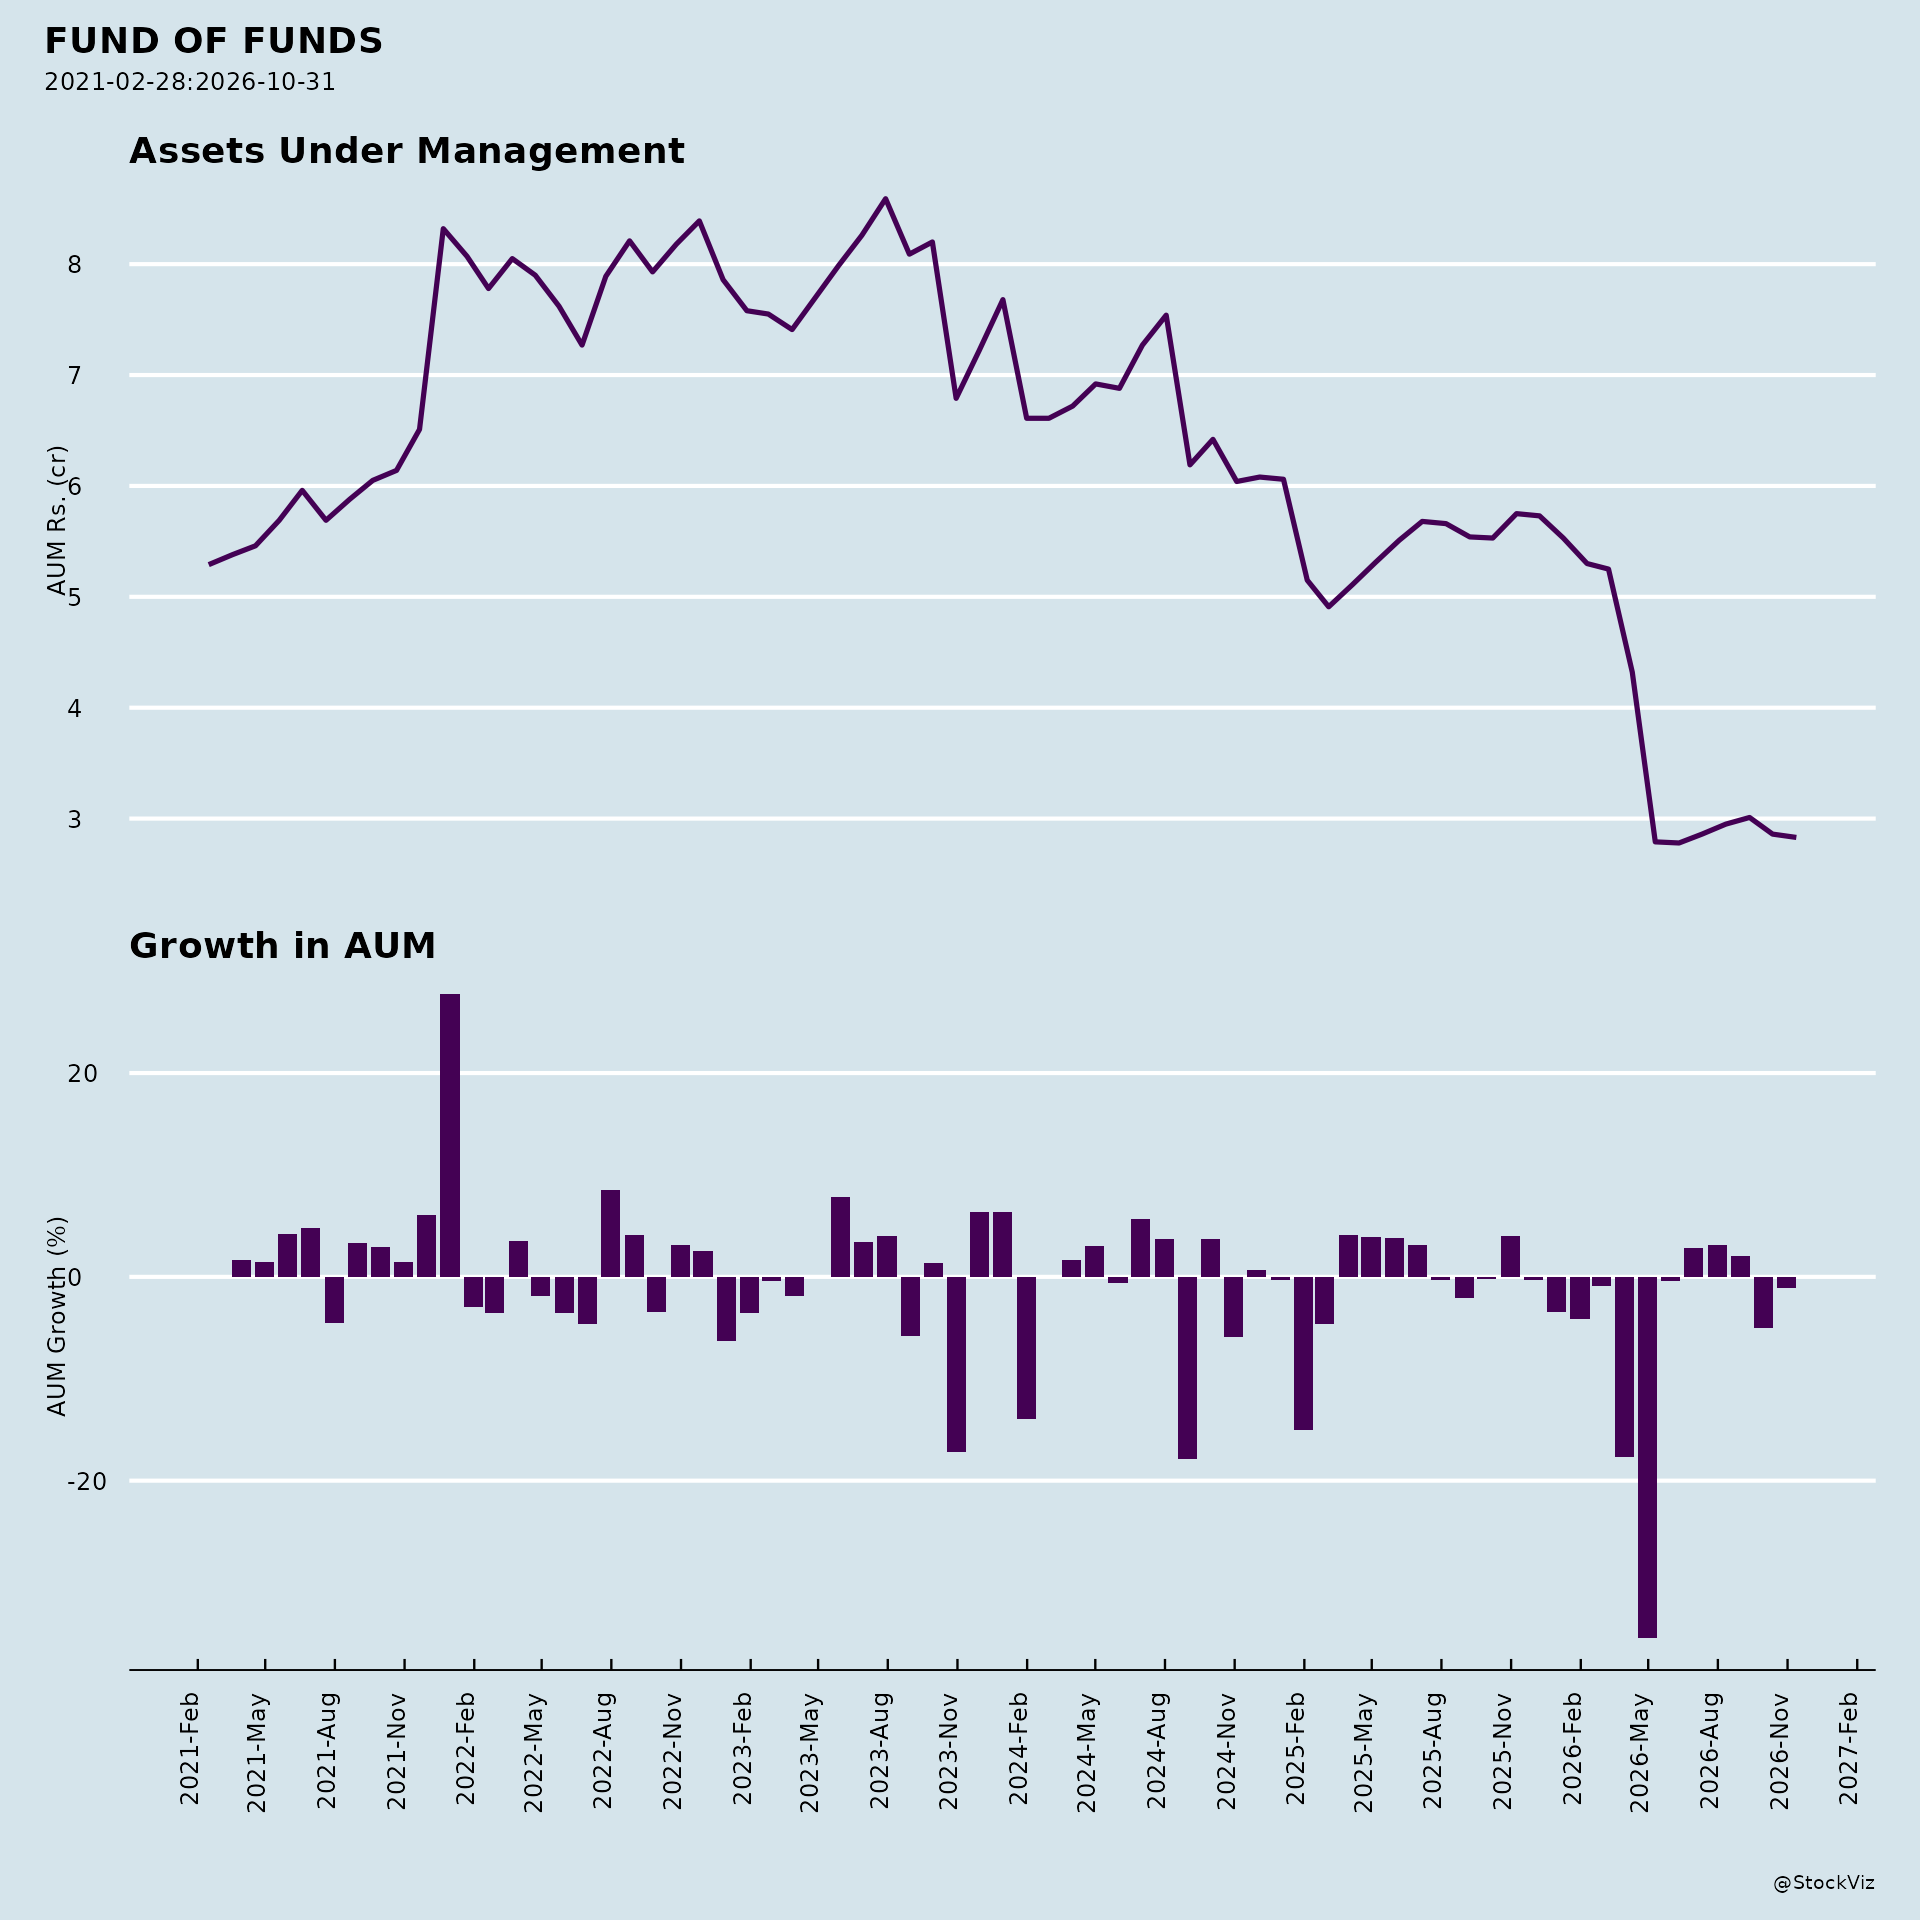 FUND OF FUNDS
2021-02-28:2026-10-31
Assets Under Management
AUM Rs. (cr)
8
7
6
5
4
3
Growth in AUM
AUM Growth (%)
20
0
-20
2021-Feb
2021-May
2021-Aug
2021-Nov
2022-Feb
2022-May
2022-Aug
2022-Nov
2023-Feb
2023-May
2023-Aug
2023-Nov
2024-Feb
2024-May
2024-Aug
2024-Nov
2025-Feb
2025-May
2025-Aug
2025-Nov
2026-Feb
2026-May
2026-Aug
2026-Nov
2027-Feb
@StockViz